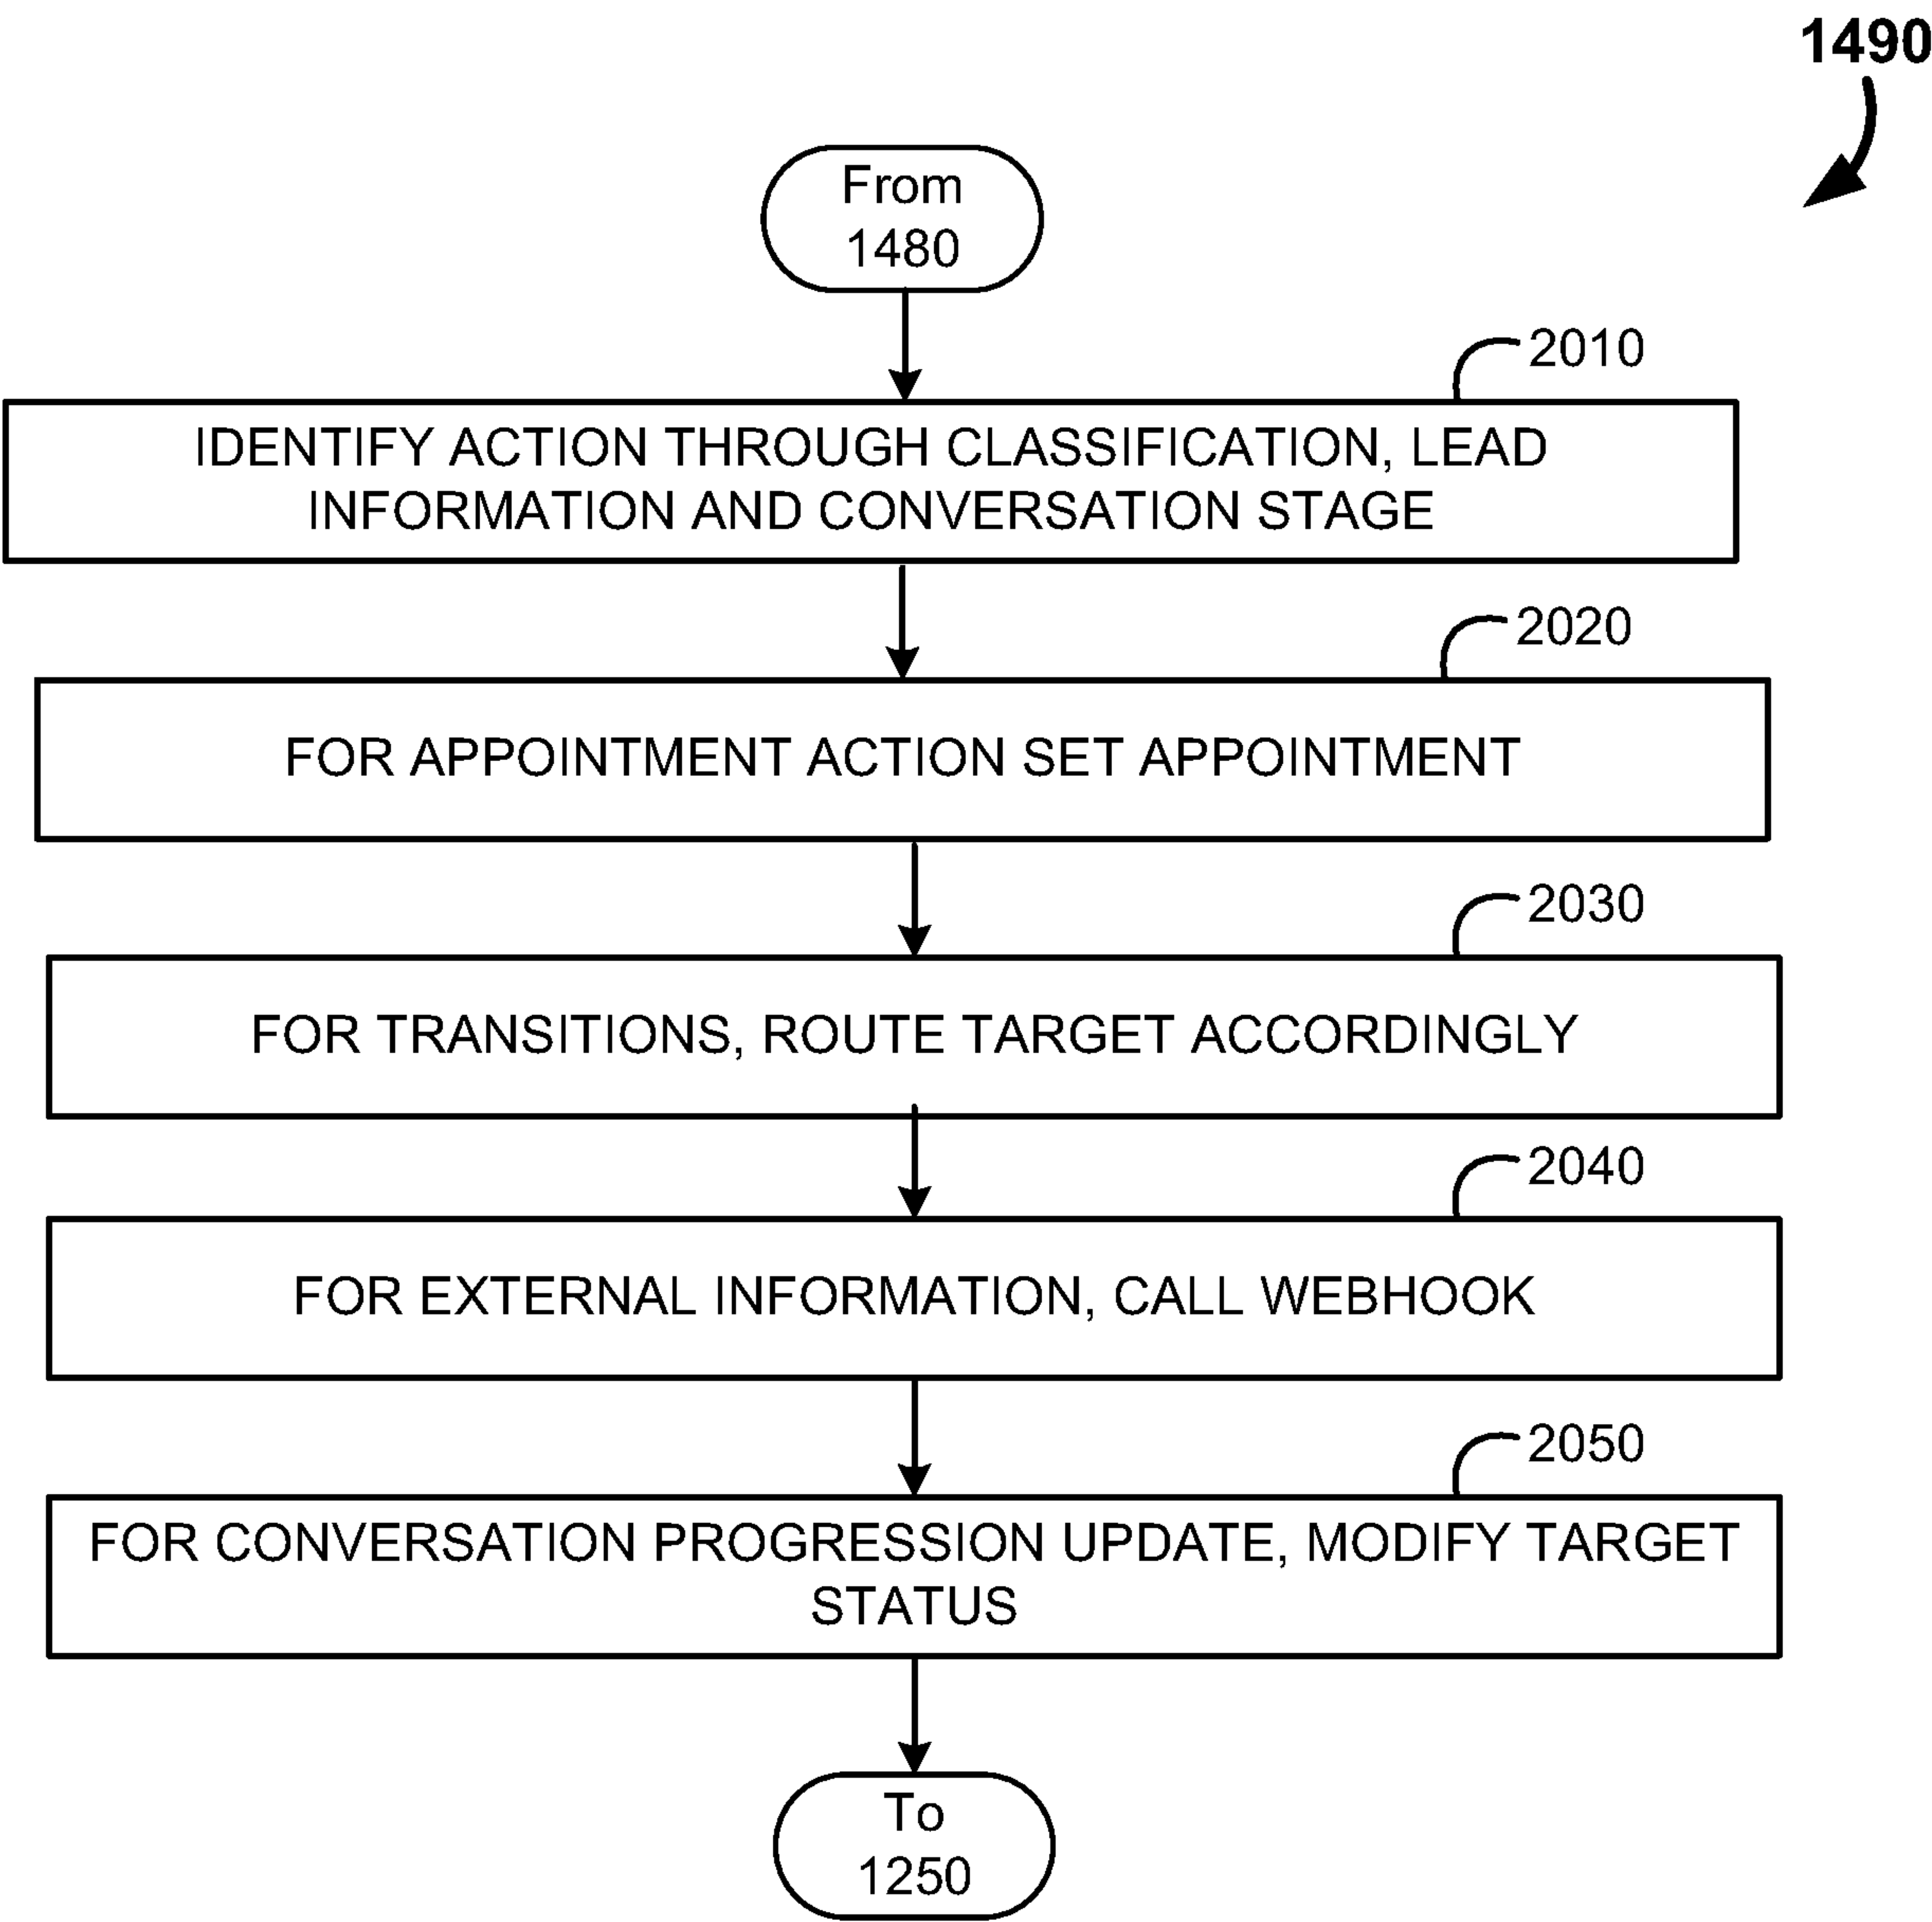 1490
From
1480
2010
IDENTIFY ACTION THROUGH CLASSIFICATION, LEAD
INFORMATION AND CONVERSATION STAGE
2020
FOR APPOINTMENT ACTION SET APPOINTMENT
2030
FOR TRANSITIONS, ROUTE TARGET ACCORDINGLY
2040
FOR EXTERNAL INFORMATION, CALL WEBHOOK
2050
FOR CONVERSATION PROGRESSION UPDATE, MODIFY TARGET
STATUS
To
1250